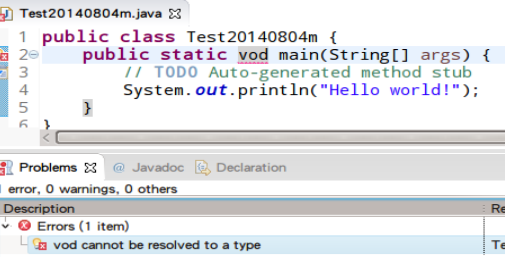 Test20140804m.java
1 public class Test20140804m {
2 public static vod main(String[] args) {
3 // TODO Auto-generated method stub
4 System.out.println("Hello world!");
5 }
6 }
Problems @ Javadoc Declaration
error, 0 warnings, 0 others
Description Re
Errors (1 item)
vod cannot be resolved to a type Te